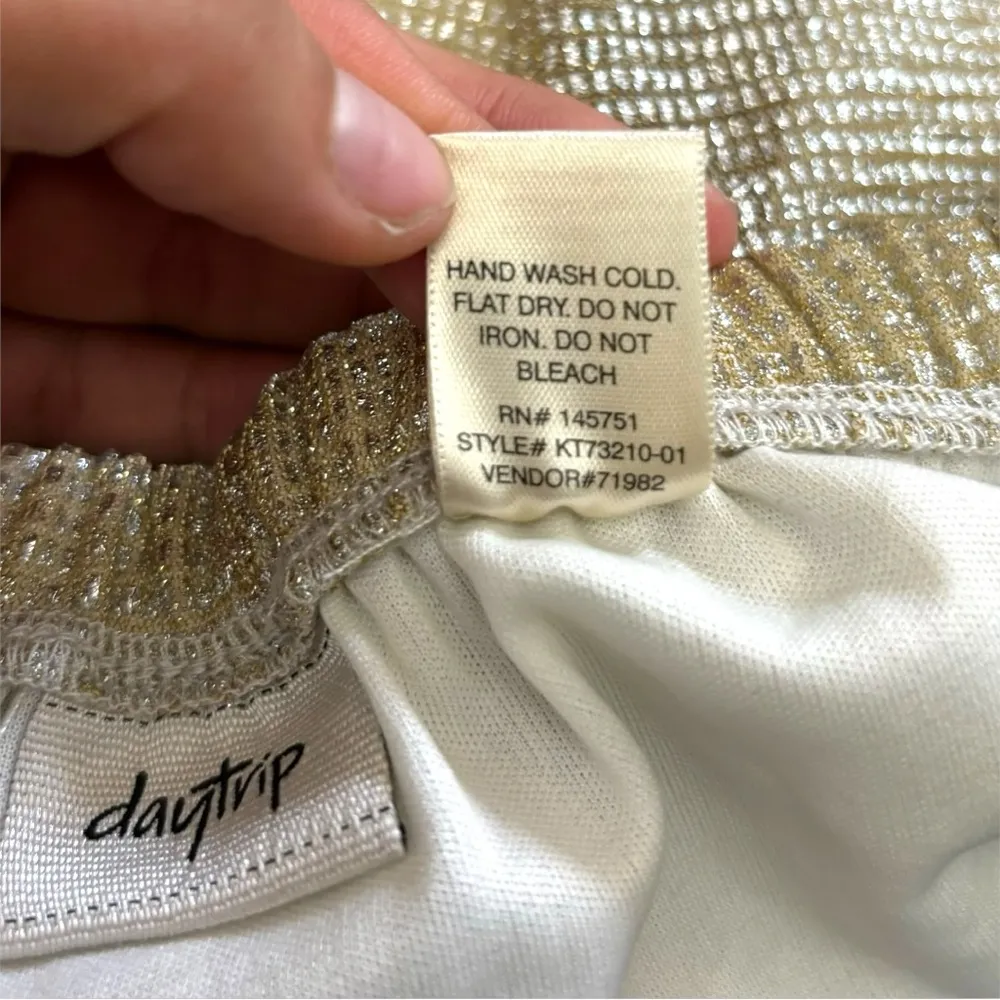 HAND WASH COLD.
FLAT DRY. DO NOT
IRON. DO NOT
BLEACH
RN# 145751
STYLE# KT73210-01
VENDOR#71982
daytrip